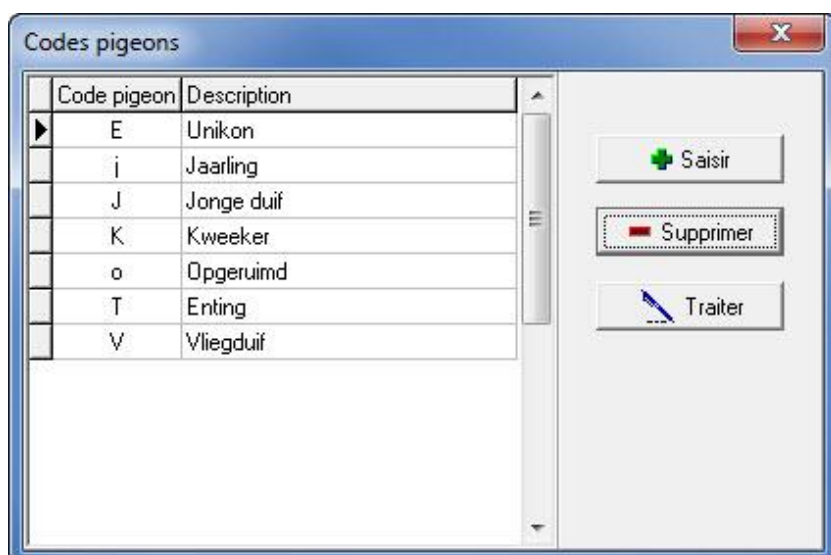 Codes pigeons
Code pigeon Description
E Unikon
j Jaarling
J Jonge duif
K Kweeker
o Opgeruimd
T Enting
V Vliegduif
Saisir
Supprimer
Traiter